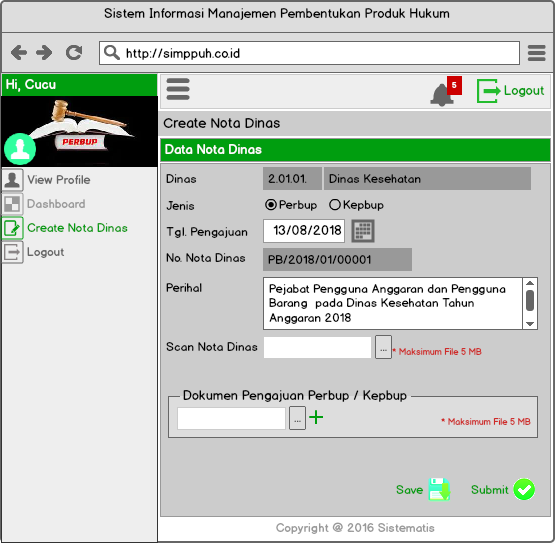 Sistem Informasi Manajemen Pembentukan Produk Hukum
http://simppuh.co.id
Hi, Cucu
5
Logout
PERBUP
Create Nota Dinas
Data Nota Dinas
View Profile
Dashboard
Create Nota Dinas
Logout
Dinas 2.01.01. Dinas Kesehatan
Jenis Perbup Kepbup
Tgl. Pengajuan 13/08/2018
No. Nota Dinas PB/2018/01/00001
Perihal Pejabat Pengguna Anggaran dan Pengguna
Barang pada Dinas Kesehatan Tahun
Anggaran 2018
Scan Nota Dinas ... * Maksimum File 5 MB
Dokumen Pengajuan Perbup / Kepbup
... * Maksimum File 5 MB
Save Submit
Copyright @ 2016 Sistematis